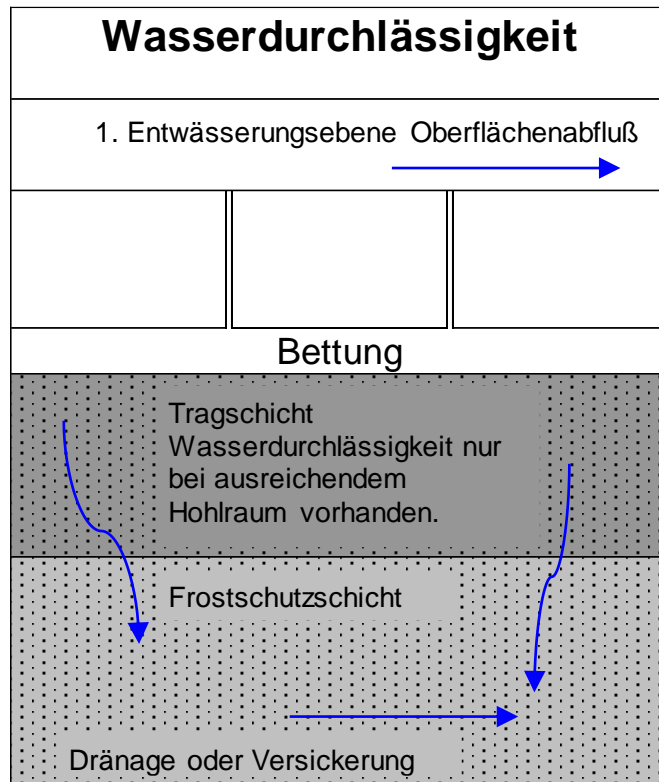 Wasserdurchlässigkeit
1. Entwässerungsebene Oberflächenabfluß
Bettung
Tragschicht
Wasserdurchlässigkeit nur
bei ausreichendem
Hohlraum vorhanden.
Frostschutzschicht
Dränage oder Versickerung